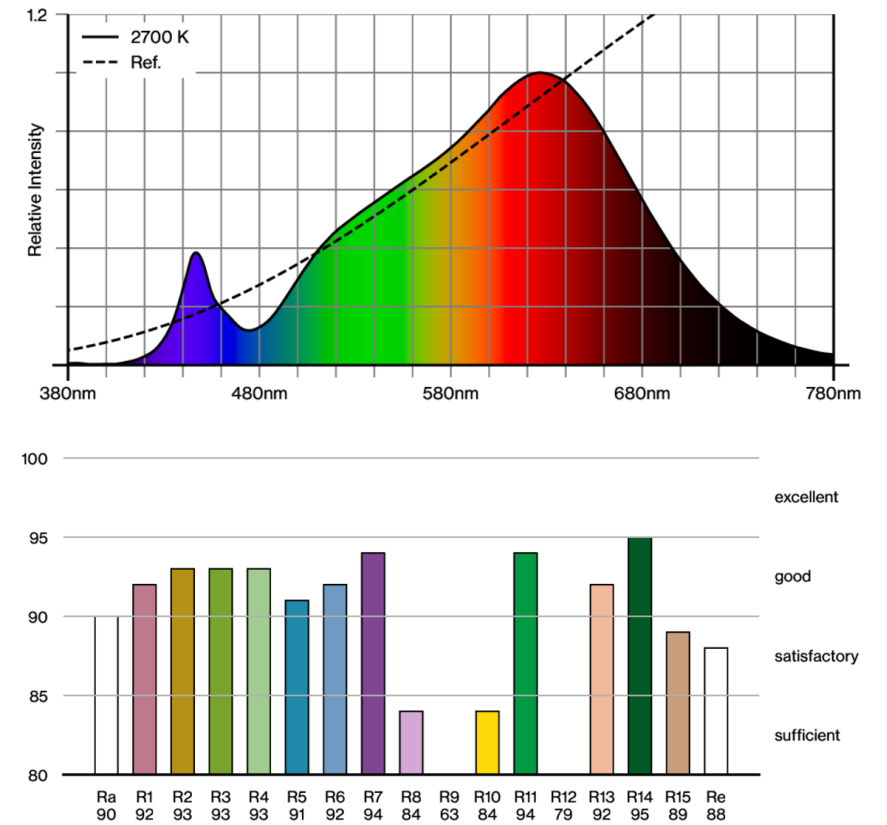 1.2
2700 K
Ref.
Relative Intensity
380nm 480nm 580nm 680nm 780nm
100
excellent
95
good
90
satisfactory
85
sufficient
80
Ra R1 R2 R3 R4 R5 R6 R7 R8 R9 R10 R11 R12 R13 R14 R15 Re
90 92 93 93 93 91 92 94 84 63 84 94 79 92 95 89 88